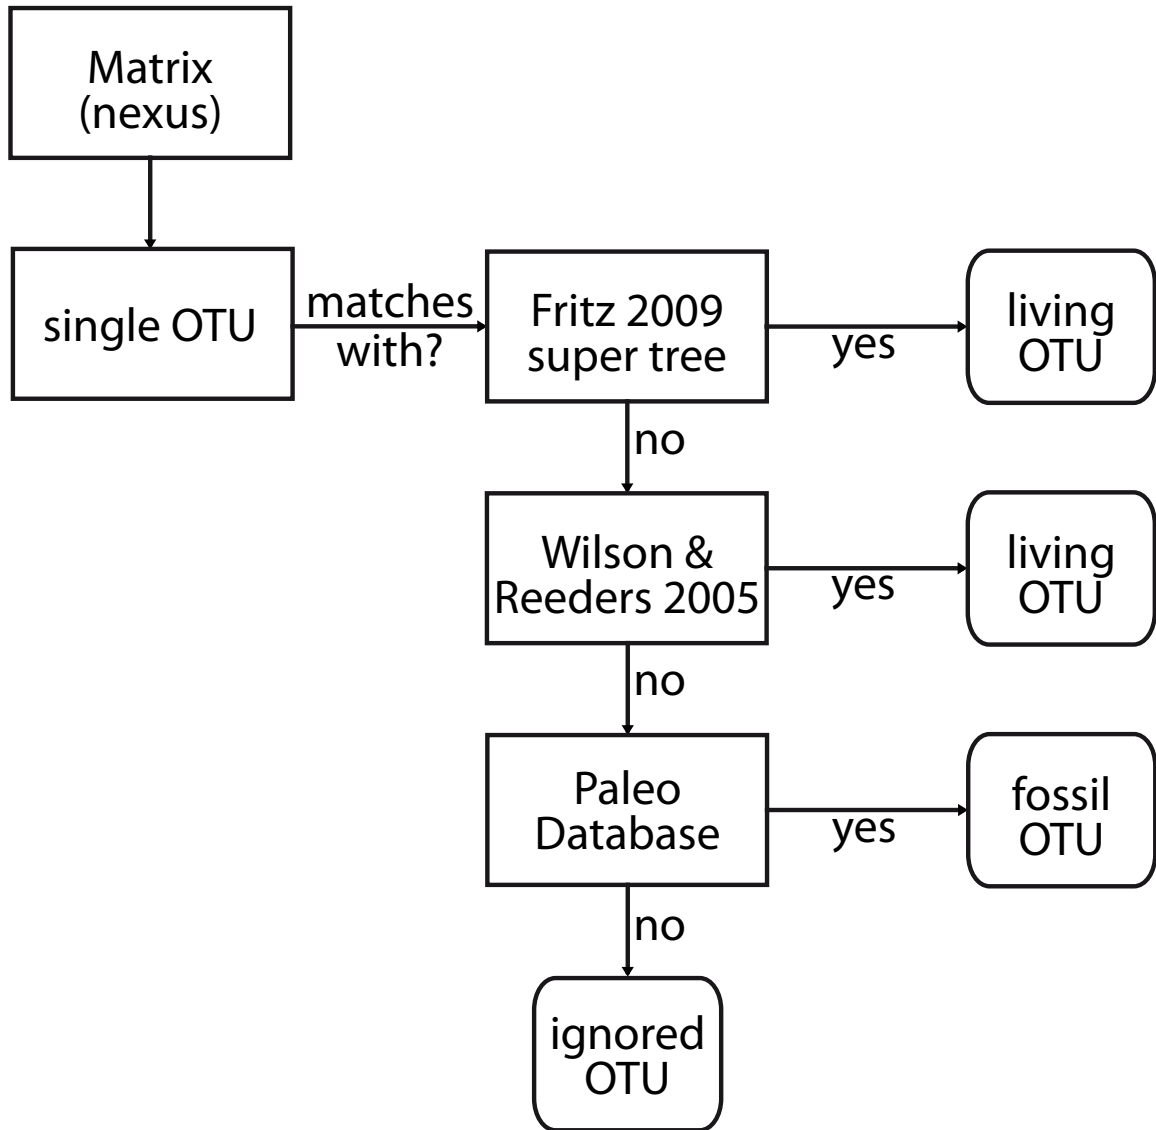 Matrix
(nexus)
single OTU
matches
with?
Fritz 2009
super tree
yes
living
OTU
no
Wilson &
Reeders 2005
yes
living
OTU
no
Paleo
Database
yes
fossil
OTU
no
ignored
OTU